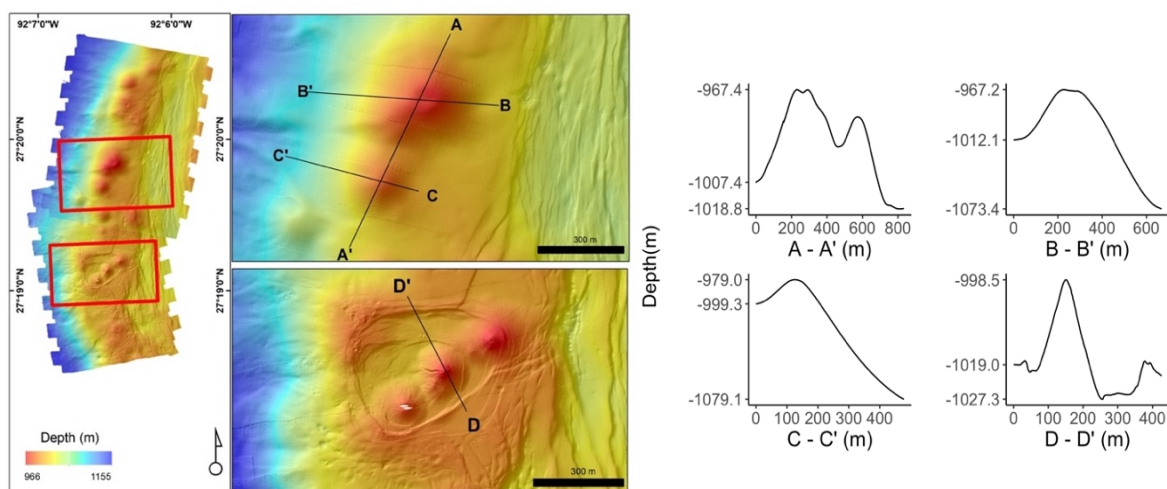 92°7'0"W
92°6'0"W
27°20'0"N
27°20'0"N
27°19'0"N
27°19'0"N
Depth (m)
966
1155
A
B'
B
C'
C
A'
300 m
D'
D
300 m
Depth(m)
-967.4
-1007.4
-1018.8
0 200 400 600 800
A - A' (m)
-967.2
-1012.1
-1073.4
0 200 400 600
B - B' (m)
-979.0
-999.3
-1079.1
0 100 200 300 400
C - C' (m)
-998.5
-1019.0
-1027.3
0 100 200 300 400
D - D' (m)